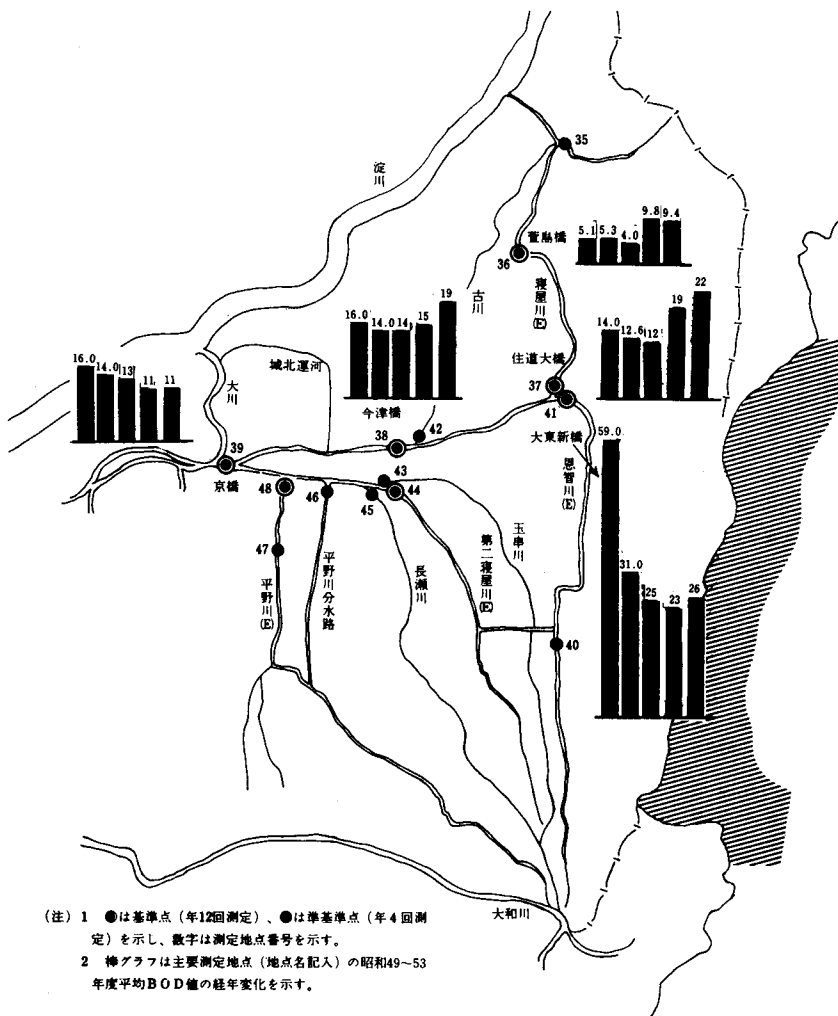 35
淀川
萱島橋
36
5.1 5.3 4.0 9.8 9.4
寝屋川(E)
古川
16.0 14.0 14 15 19
14.0 12.6 12 19 22
16.0 14.0 13 11 11
城北運河
大川
今津橋
住道大橋
37
41
42
38
大東新橋
39
京橋
恩智川(E)
59.0 31.0 25 23 26
43
44
45
46
48
47
平野川(E)
平野川分水路
長瀬川
第二寝屋川(E)
玉串川
40
大和川
(注) 1 ●は基準点(年12回測定)、●は準基準点(年4回測
定)を示し、数字は測定地点番号を示す。
2 棒グラフは主要測定地点(地点名記入)の昭和49~53
年度平均BOD値の経年変化を示す。